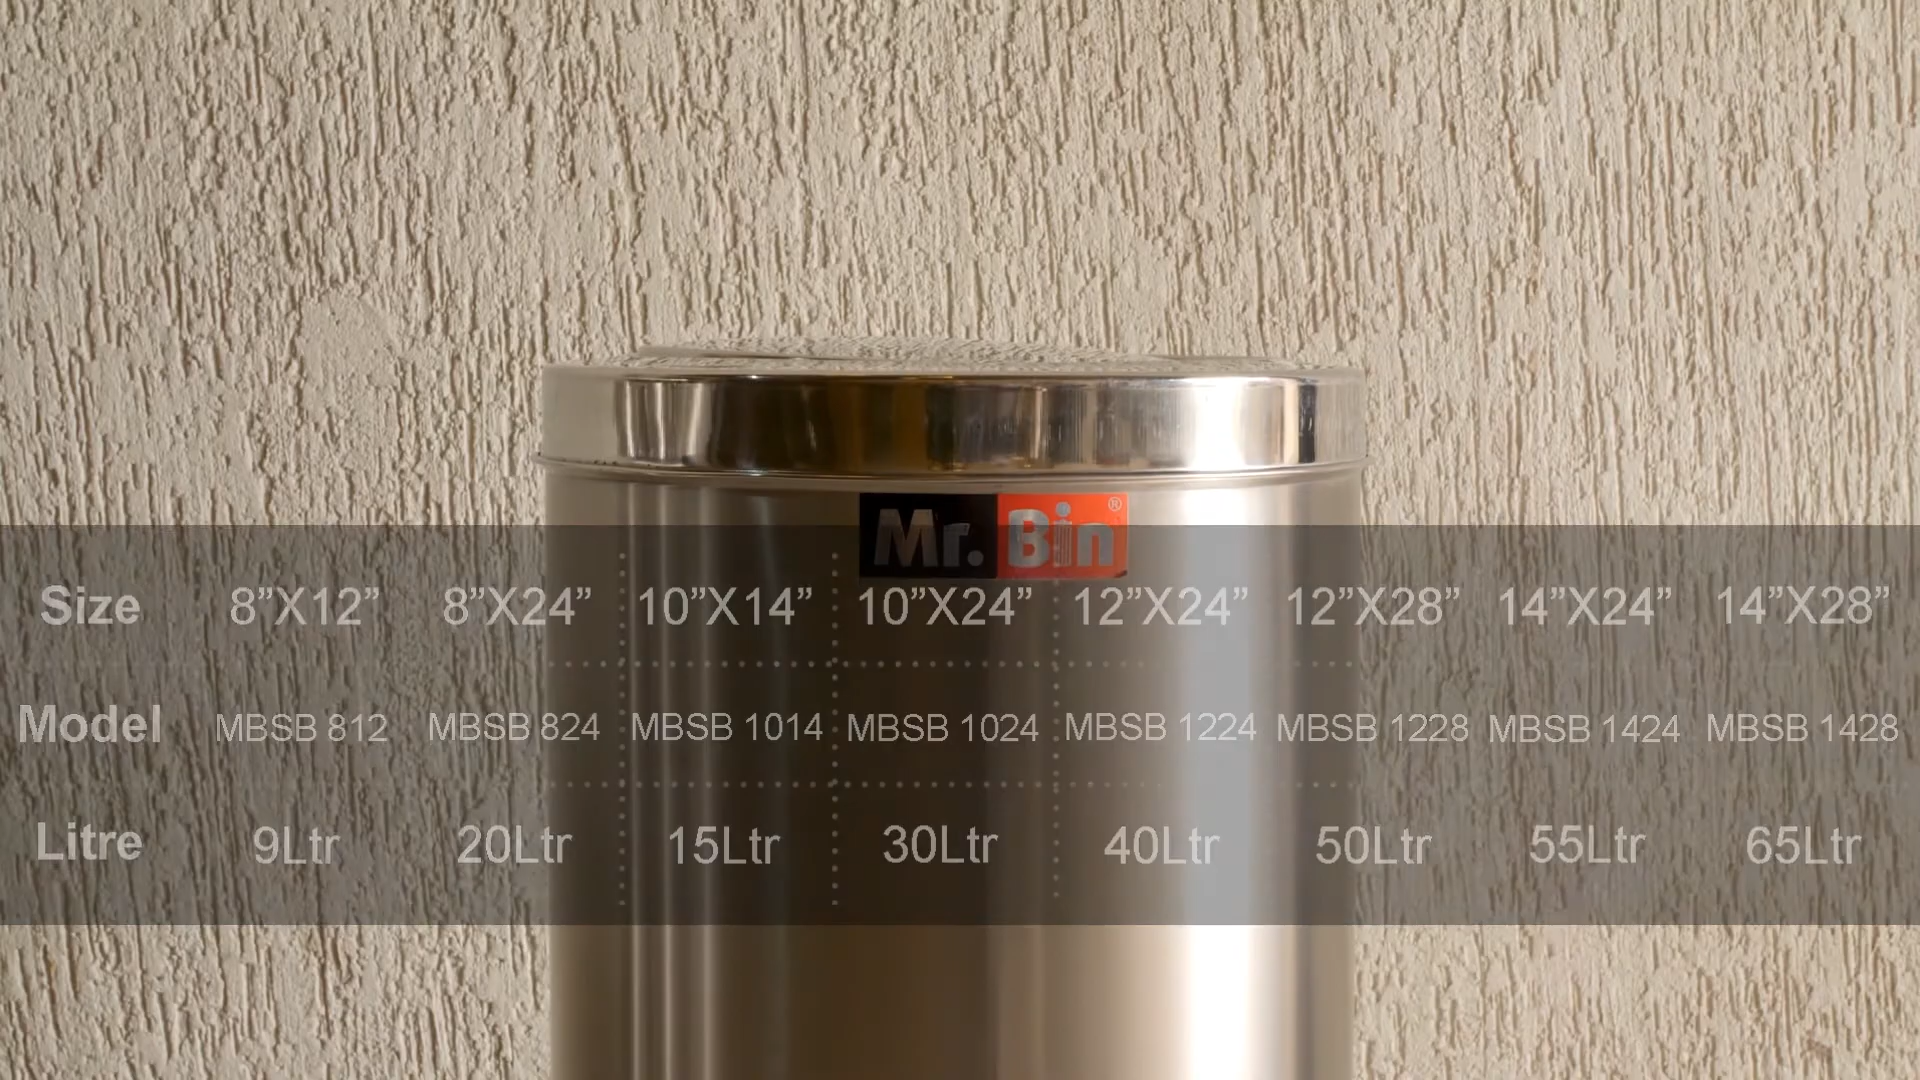 Mr. Bin®
Size 8”X12” 8”X24” 10”X14” 10”X24” 12”X24” 12”X28” 14”X24” 14”X28”
Model MBSB 812 MBSB 824 MBSB 1014 MBSB 1024 MBSB 1224 MBSB 1228 MBSB 1424 MBSB 1428
Litre 9Ltr 20Ltr 15Ltr 30Ltr 40Ltr 50Ltr 55Ltr 65Ltr